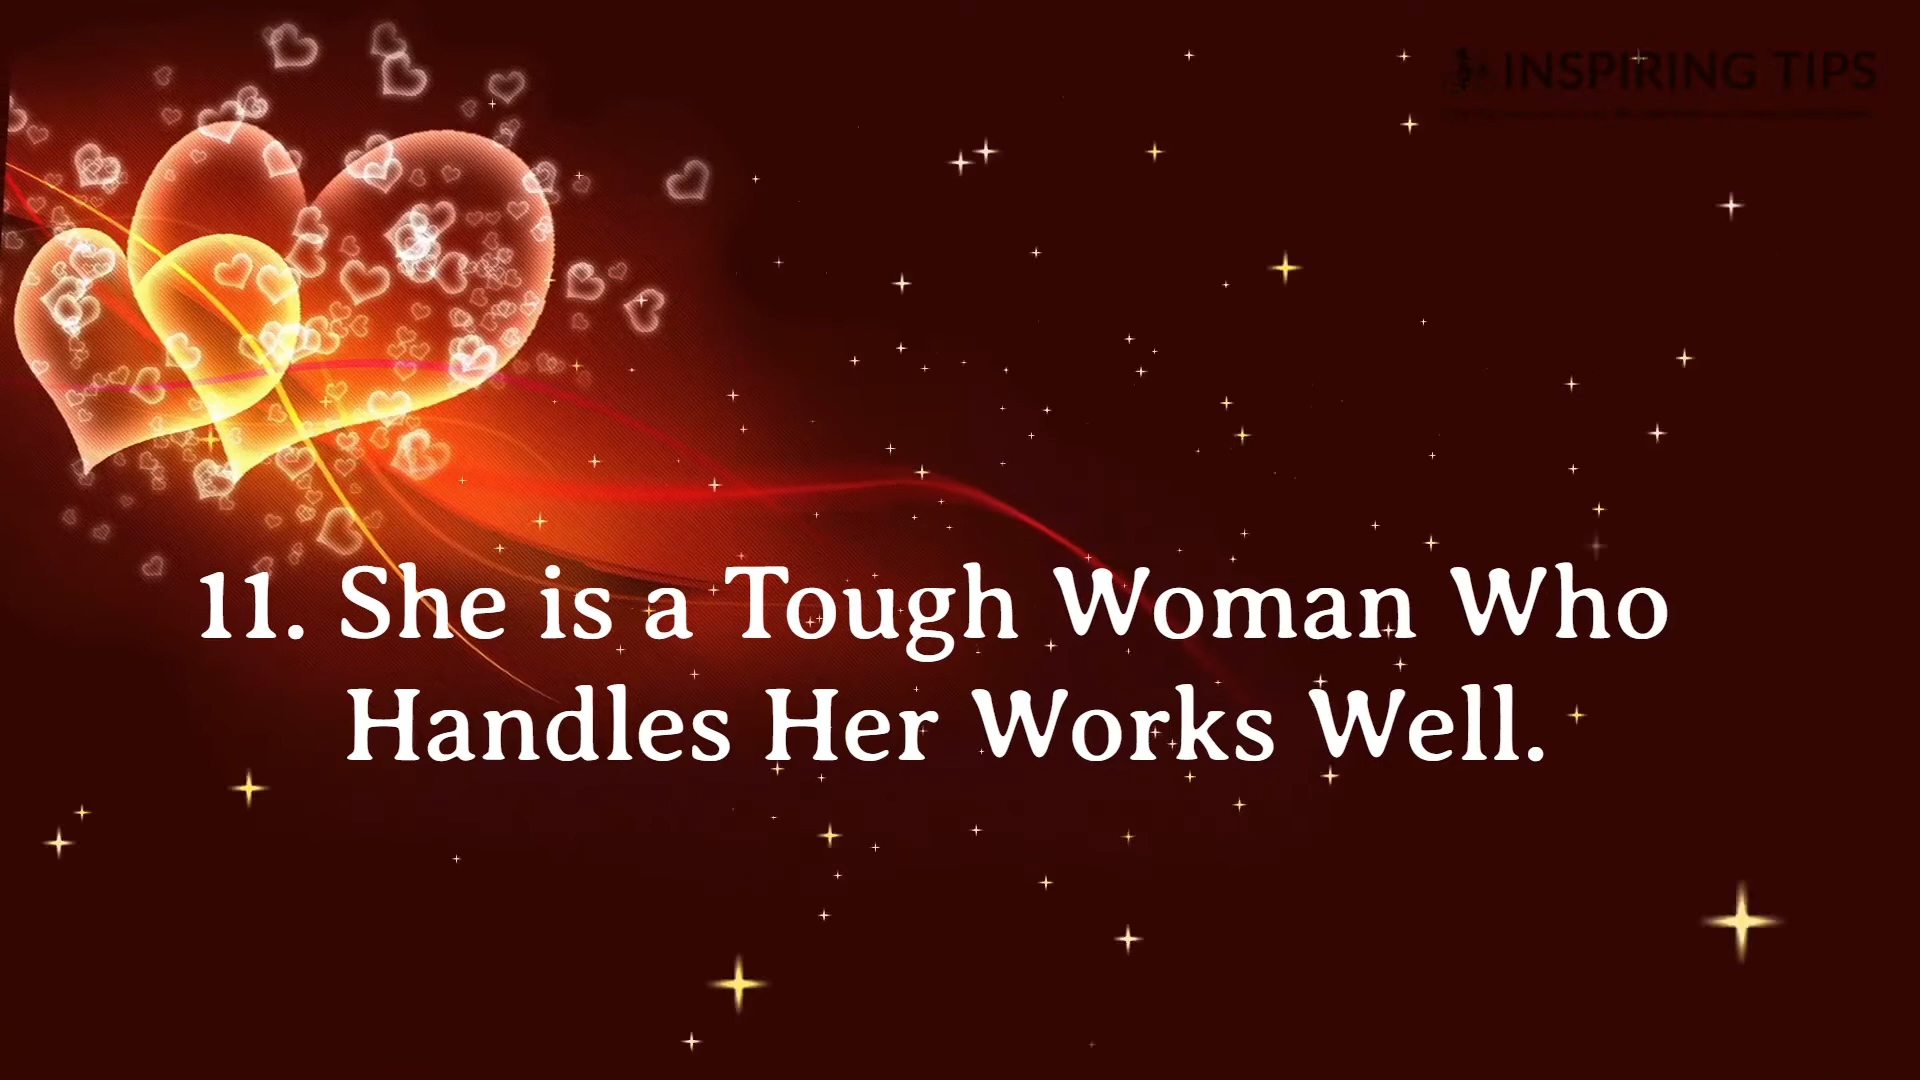 INSPIRING TIPS
11. She is a Tough Woman Who
Handles Her Works Well.